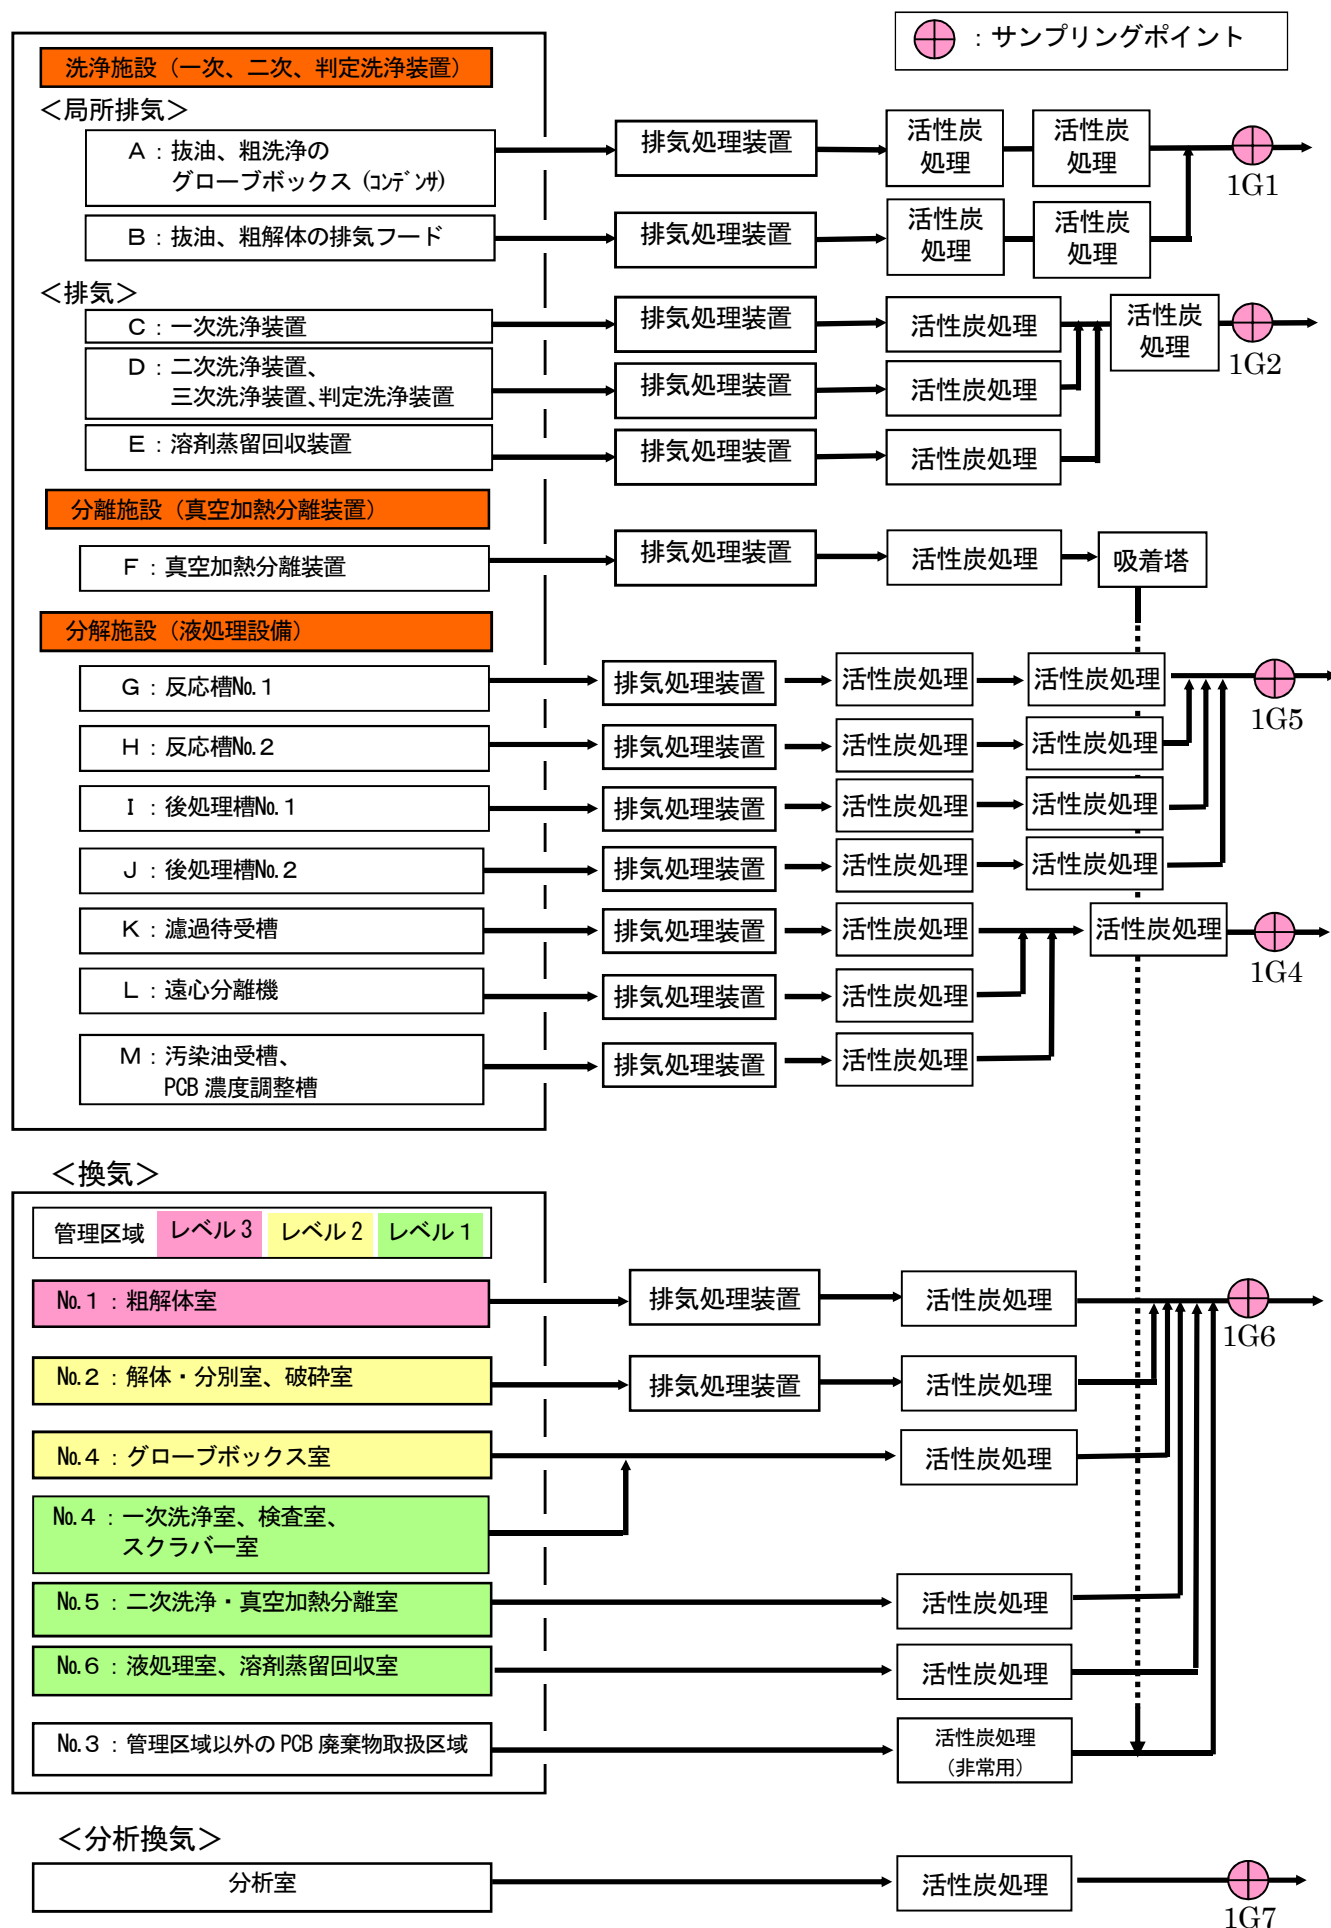 ：サンプリングポイント
洗浄施設（一次、二次、判定洗浄装置）
＜局所排気＞
A：抜油、粗洗浄の
グローブボックス（ｺﾝﾃﾞﾝｻ）
排気処理装置
活性炭
処理
活性炭
処理
1G1
B：抜油、粗解体の排気フード
排気処理装置
活性炭
処理
活性炭
処理
＜排気＞
C：一次洗浄装置
排気処理装置
活性炭処理
活性炭
処理
1G2
D：二次洗浄装置、
三次洗浄装置、判定洗浄装置
排気処理装置
活性炭処理
E：溶剤蒸留回収装置
排気処理装置
活性炭処理
分離施設（真空加熱分離装置）
F：真空加熱分離装置
排気処理装置
活性炭処理
吸着塔
分解施設（液処理設備）
G：反応槽№1
排気処理装置
活性炭処理
活性炭処理
1G5
H：反応槽№2
排気処理装置
活性炭処理
活性炭処理
I：後処理槽№1
排気処理装置
活性炭処理
活性炭処理
J：後処理槽№2
排気処理装置
活性炭処理
活性炭処理
K：濾過待受槽
排気処理装置
活性炭処理
活性炭処理
1G4
L：遠心分離機
排気処理装置
活性炭処理
M：汚染油受槽、
PCB濃度調整槽
排気処理装置
活性炭処理
＜換気＞
管理区域 レベル3 レベル2 レベル1
№1：粗解体室
排気処理装置
活性炭処理
1G6
№2：解体・分別室、破砕室
排気処理装置
活性炭処理
№4：グローブボックス室
活性炭処理
№4：一次洗浄室、検査室、
スクラバー室
№5：二次洗浄・真空加熱分離室
活性炭処理
№6：液処理室、溶剤蒸留回収室
活性炭処理
№3：管理区域以外のPCB廃棄物取扱区域
活性炭処理
（非常用）
＜分析換気＞
分析室
活性炭処理
1G7